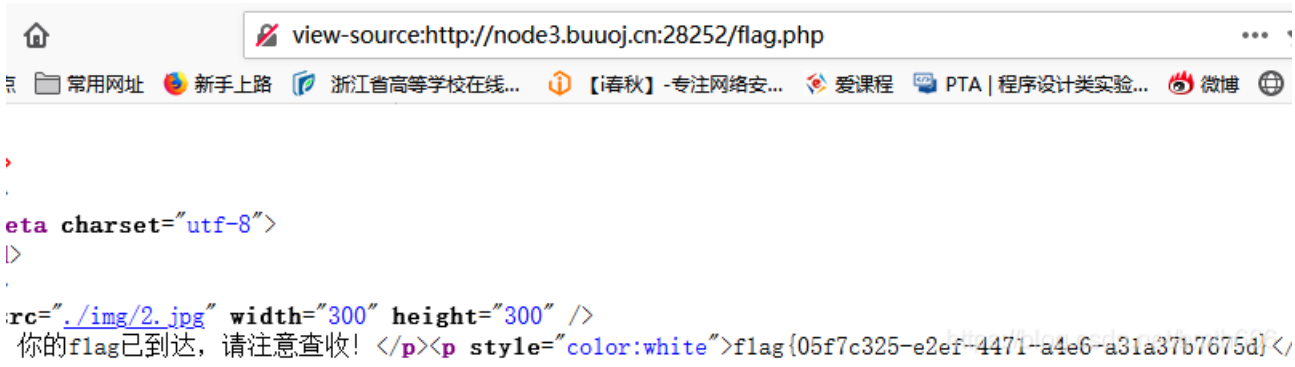 view-source:http://node3.buuoj.cn:28252/flag.php
常用网址 新手上路 浙江省高等学校在线... 【i春秋】-专注网络安... 爱课程 PTA | 程序设计类实验... 微博
>
eta charset="utf-8">
>
src="./img/2.jpg" width="300" height="300" />
你的flag已到达，请注意查收！</p><p style="color:white">flag{05f7c325-e2ef-4471-a4e6-a31a37b7675d}</